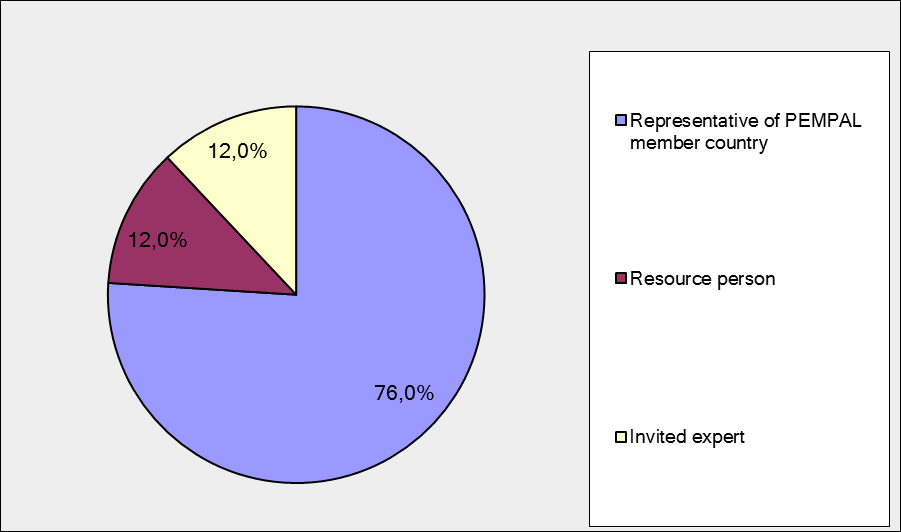 12,0%
12,0%
76,0%
Representative of PEMPAL
member country
Resource person
Invited expert